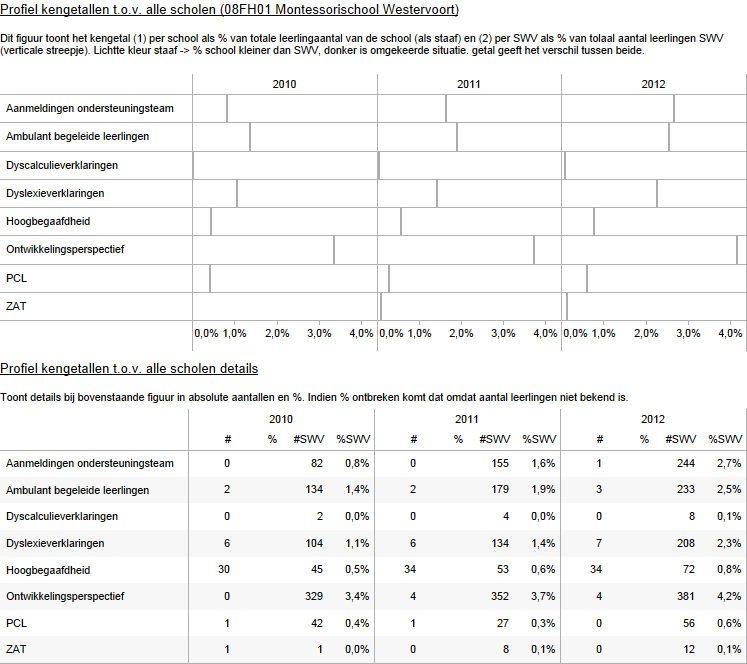 Profiel kengetallen t.o.v. alle scholen (08FH01 Montessorischool Westervoort)
Dit figuur toont het kengetal (1) per school als % van totale leerlingaantal van de school (als staaf) en (2) per SWV als % van tolaal aantal leerlingen SWV
(verticale streepje). Lichtte kleur staaf -> % school kleiner dan SWV, donker is omgekeerde situatie. getal geeft het verschil tussen beide.
2010 2011 2012
Aanmeldingen ondersteuningsteam
Ambulant begeleide leerlingen
Dyscalculieverklaringen
Dyslexieverklaringen
Hoogbegaafdheid
Ontwikkelingsperspectief
PCL
ZAT
0,0% 1,0% 2,0% 3,0% 4,0% 0,0% 1,0% 2,0% 3,0% 4,0% 0,0% 1,0% 2,0% 3,0% 4,0%
Profiel kengetallen t.o.v. alle scholen details
Toont details bij bovenstaande figuur in absolute aantallen en %. Indien % ontbreken komt dat omdat aantal leerlingen niet bekend is.
2010 2011 2012
# % #SWV %SWV # % #SWV %SWV # % #SWV %SWV
Aanmeldingen ondersteuningsteam 0 82 0,8% 0 155 1,6% 1 244 2,7%
Ambulant begeleide leerlingen 2 134 1,4% 2 179 1,9% 3 233 2,5%
Dyscalculieverklaringen 0 2 0,0% 0 4 0,0% 0 8 0,1%
Dyslexieverklaringen 6 104 1,1% 6 134 1,4% 7 208 2,3%
Hoogbegaafdheid 30 45 0,5% 34 53 0,6% 34 72 0,8%
Ontwikkelingsperspectief 0 329 3,4% 4 352 3,7% 4 381 4,2%
PCL 1 42 0,4% 1 27 0,3% 0 56 0,6%
ZAT 1 1 0,0% 0 8 0,1% 0 12 0,1%